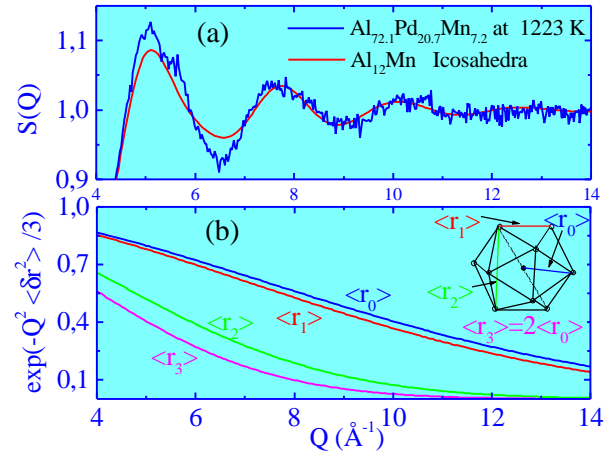 (a)
Al72.1Pd20.7Mn7.2 at 1223 K
Al12Mn Icosahedra
S(Q)
1,1
1,0
0,9
4 6 8 10 12 14
(b)
<r1>
<r0>
<r2>
<r3>=2<r0>
<r0>
<r1>
<r2>
<r3>
exp(-Q2 <δr2> /3)
1,0
0,7
0,4
0,1
4 6 8 10 12 14
Q (Å-1)